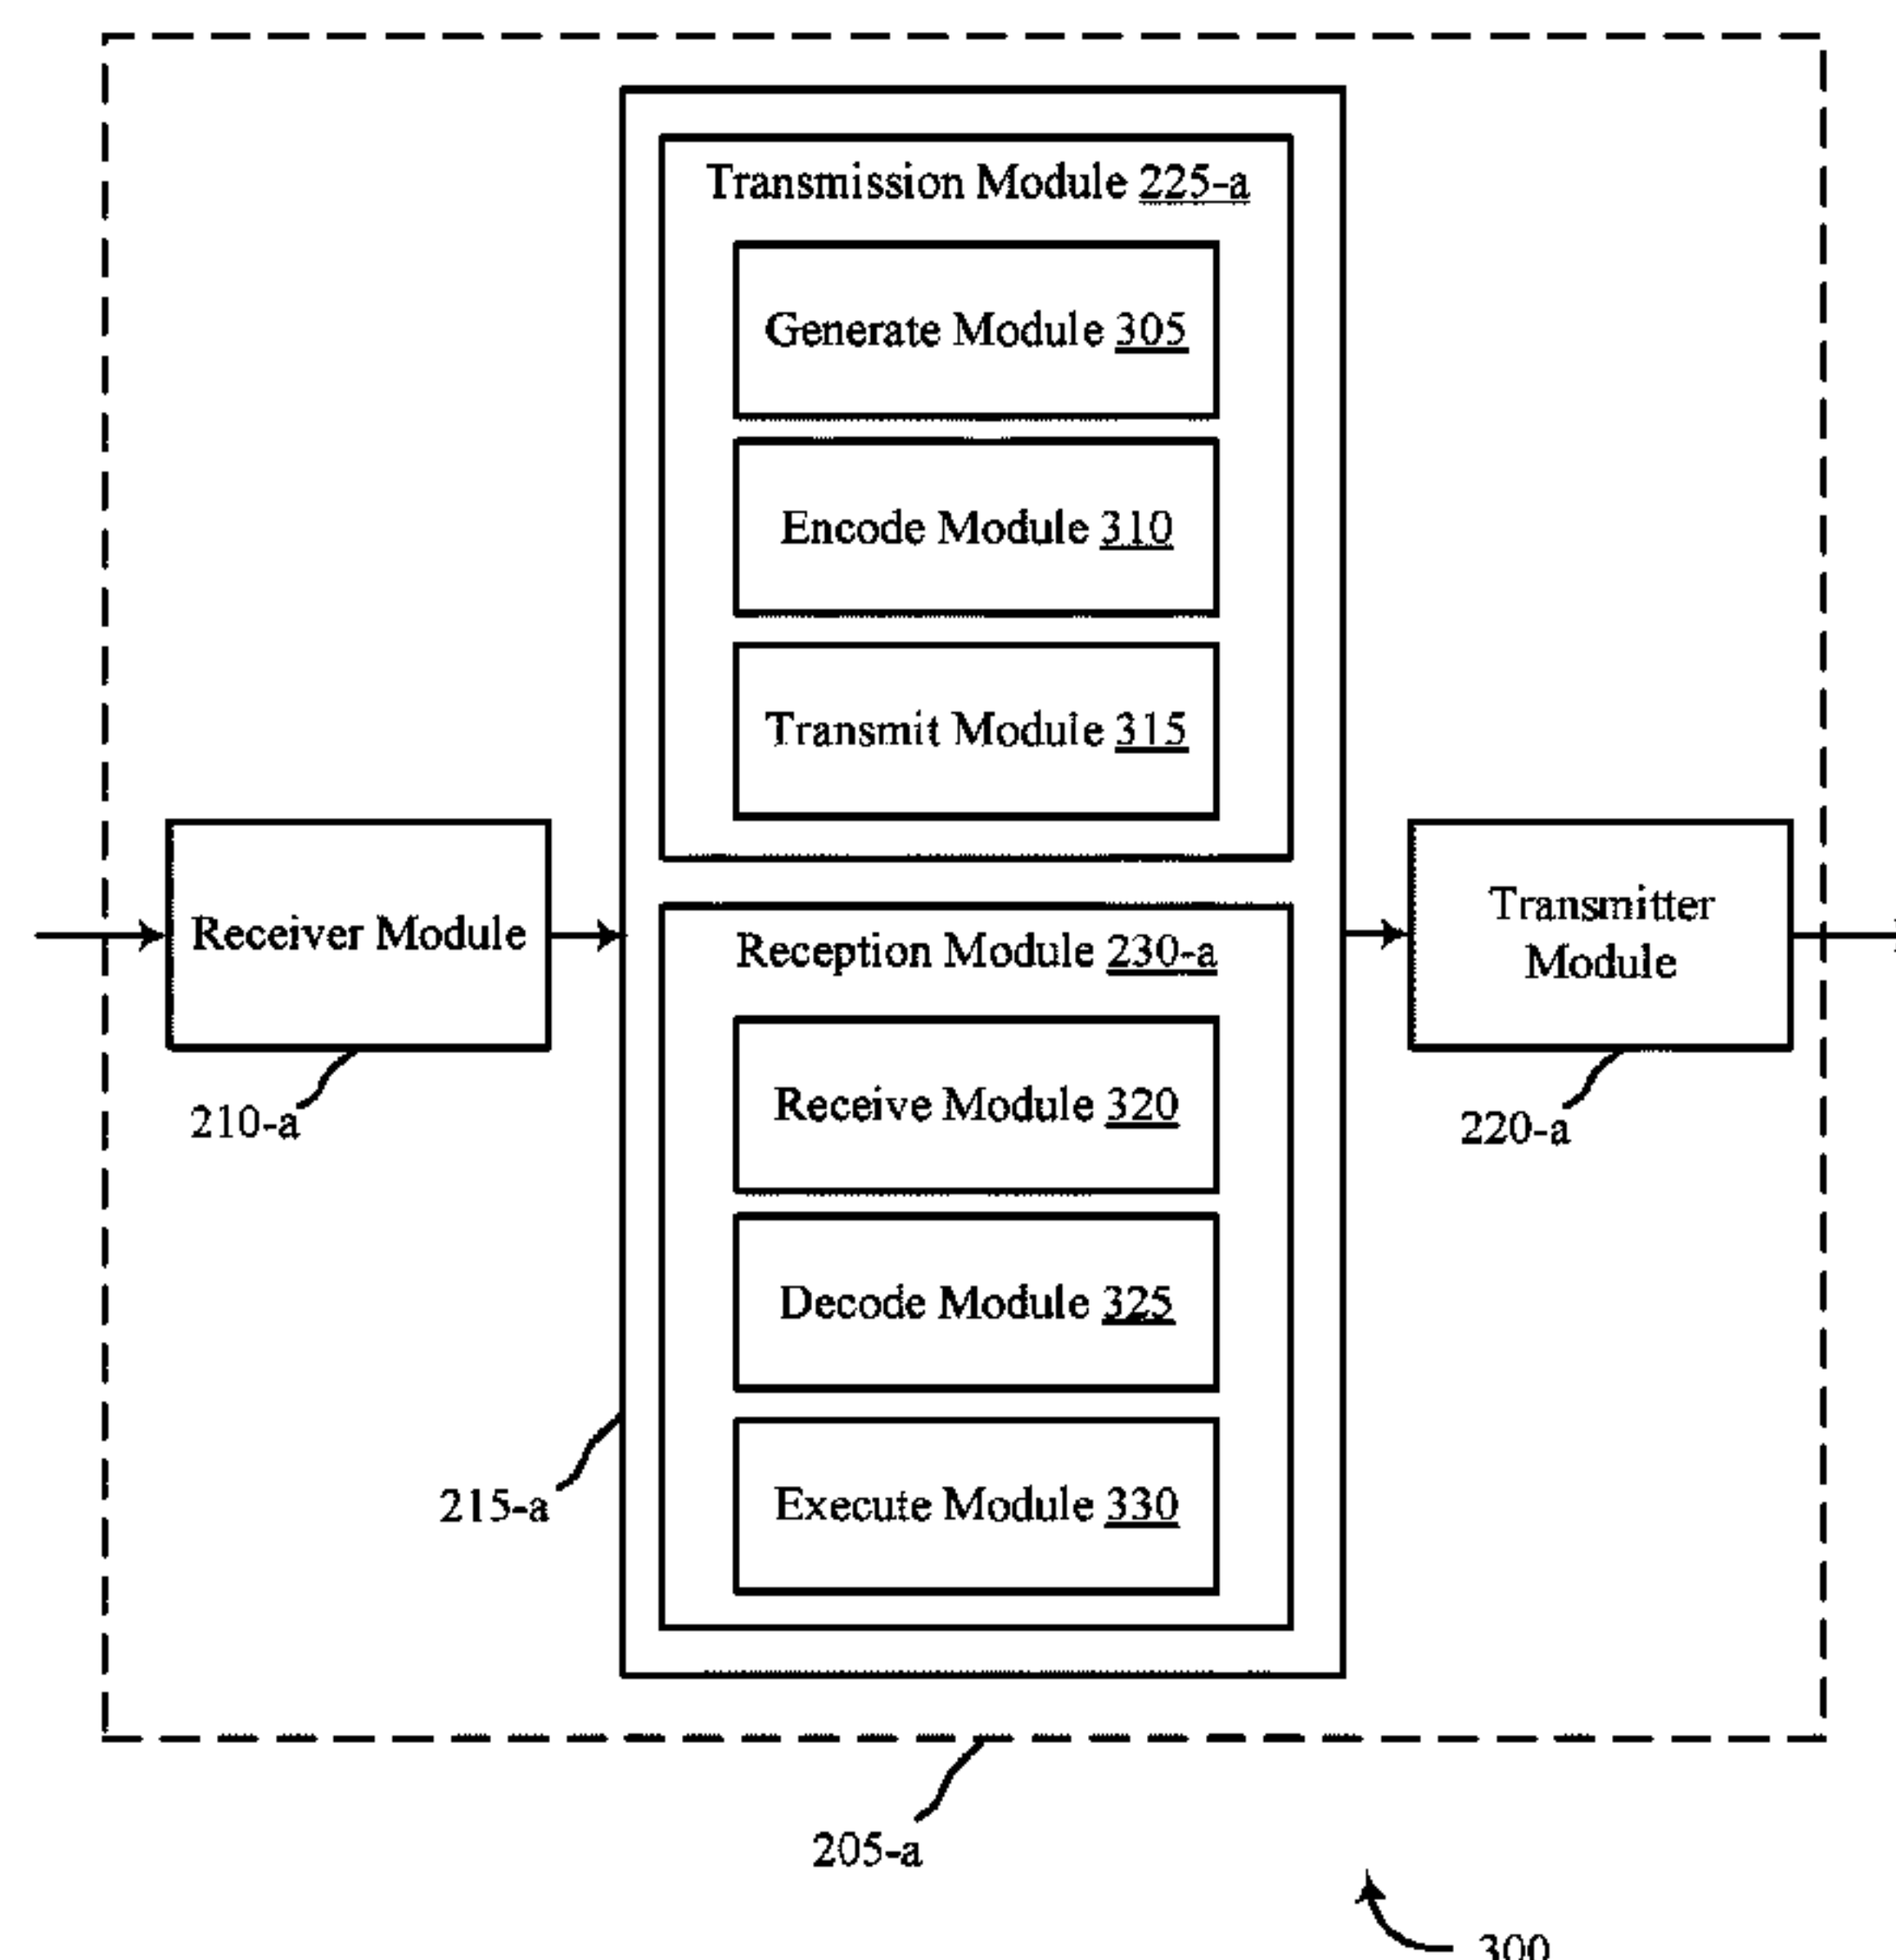 Transmission Module 225-a
Generate Module 305
Encode Module 310
Transmit Module 315
Receiver Module
210-a
Reception Module 230-a
Receive Module 320
Decode Module 325
Execute Module 330
215-a
Transmitter
Module
220-a
205-a
300